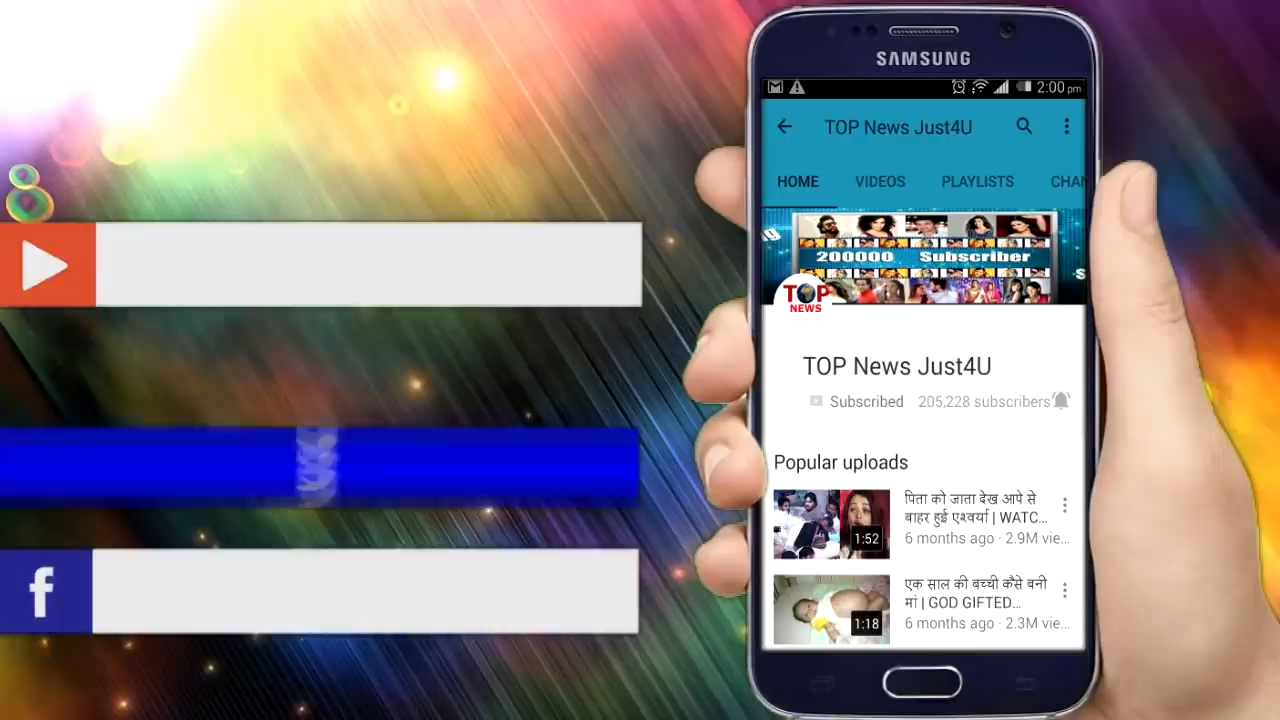 SAMSUNG
2:00 pm
TOP News Just4U
HOME VIDEOS PLAYLISTS CHAN
200000 Subscriber
TOP
NEWS
TOP News Just4U
Subscribed 205,228 subscribers
Popular uploads
पिता को जाता देख आपे से
बाहर हुई एश्वर्या | WATC...
1:52
6 months ago · 2.9M vie...
एक साल की बच्ची कैसे बनी
मां | GOD GIFTED...
1:18
6 months ago · 2.3M vie...
f